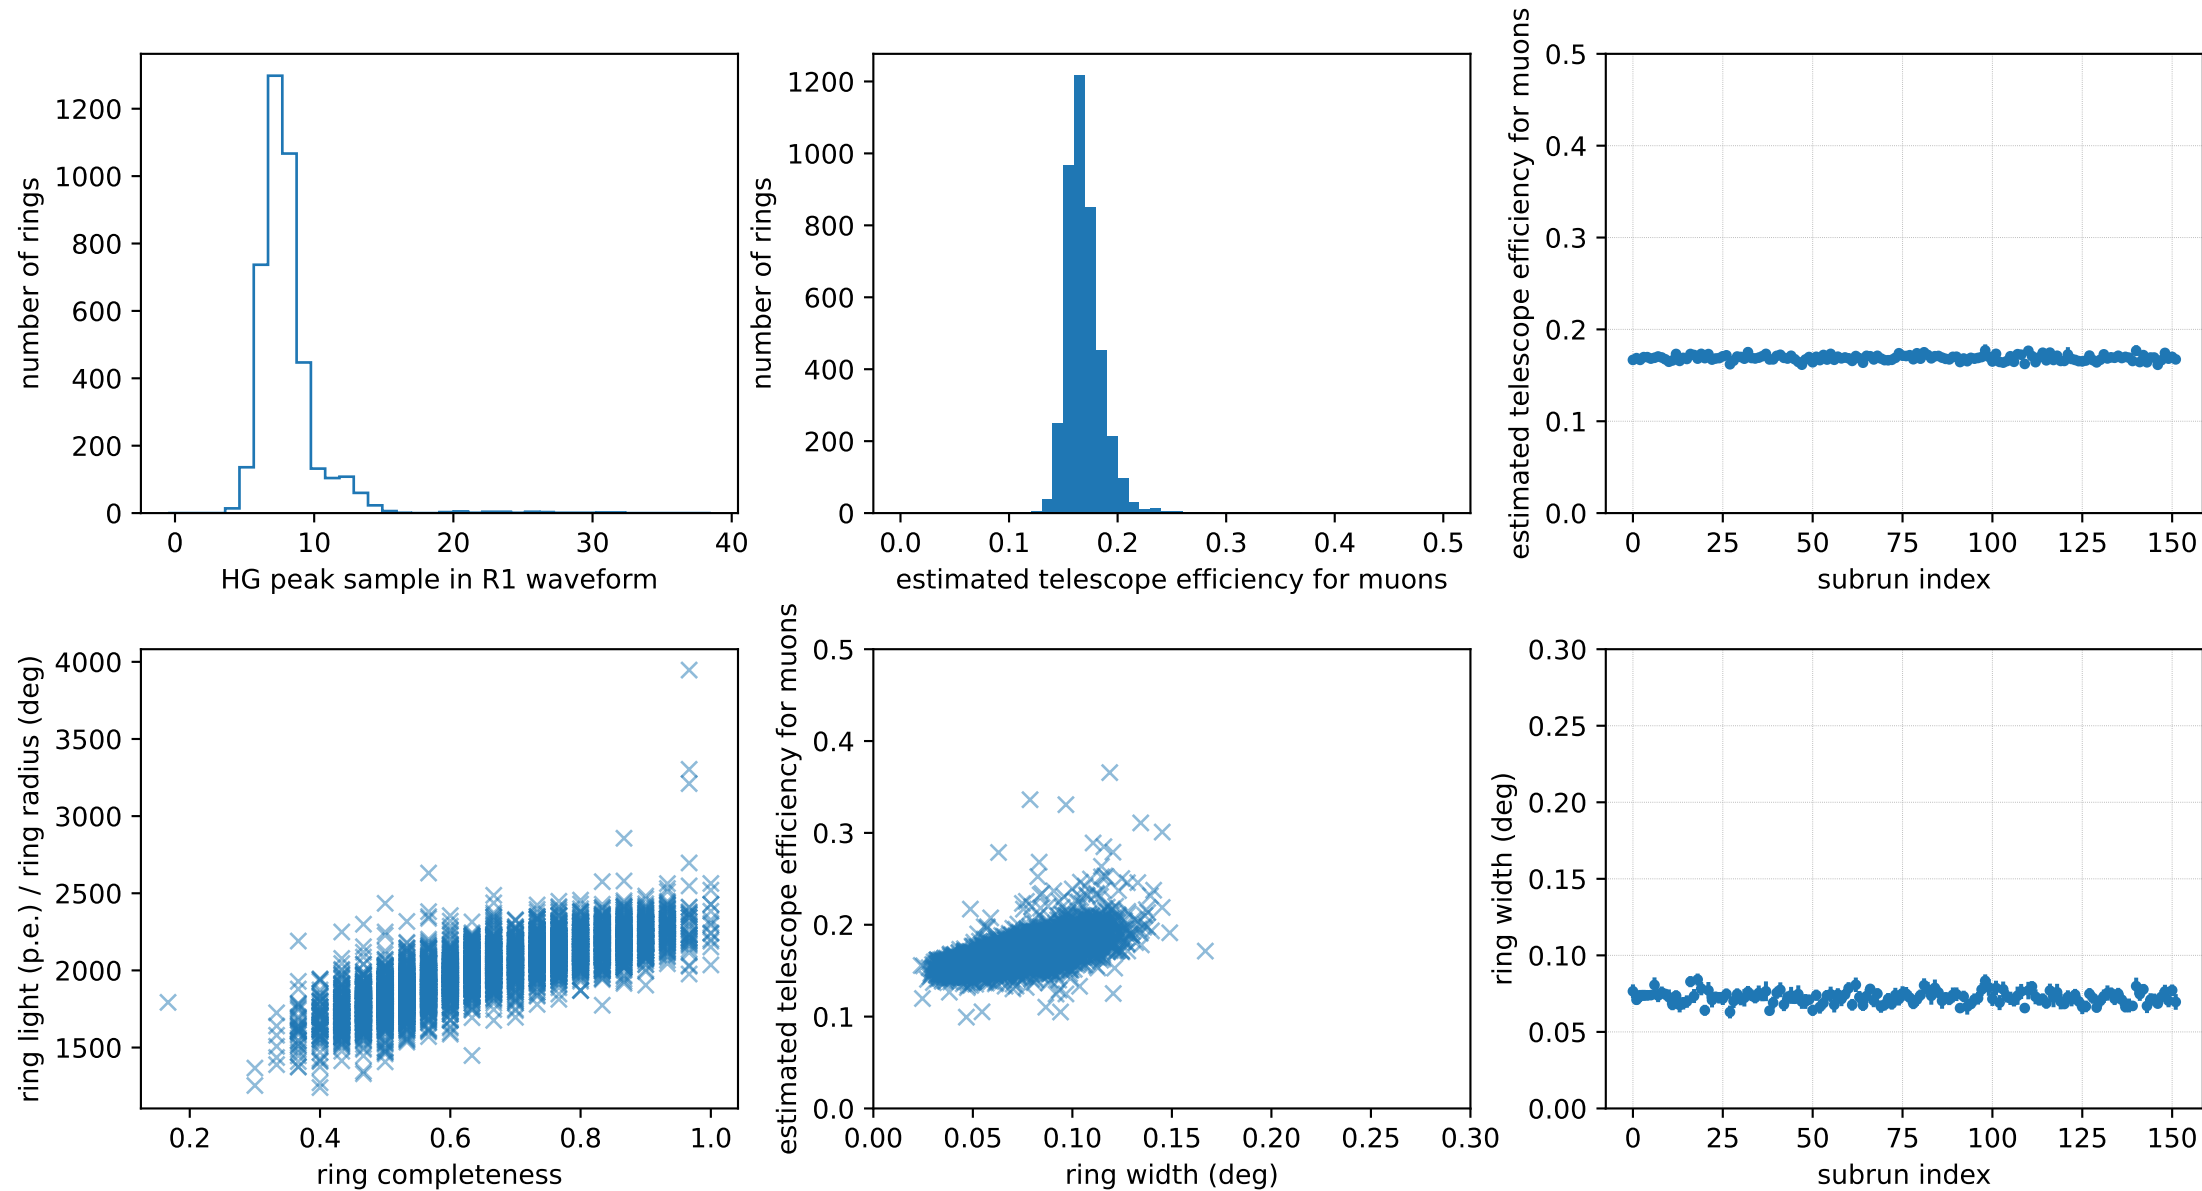 number of rings
1200
1000
800
600
400
200
0
0 10 20 30 40
HG peak sample in R1 waveform
number of rings
1200
1000
800
600
400
200
0
0.0 0.1 0.2 0.3 0.4 0.5
estimated telescope efficiency for muons
estimated telescope efficiency for muons
0.5
0.4
0.3
0.2
0.1
0.0
0 25 50 75 100 125 150
subrun index
ring light (p.e.) / ring radius (deg)
4000
3500
3000
2500
2000
1500
0.2 0.4 0.6 0.8 1.0
ring completeness
estimated telescope efficiency for muons
0.5
0.4
0.3
0.2
0.1
0.0
0.00 0.05 0.10 0.15 0.20 0.25 0.30
ring width (deg)
ring width (deg)
0.30
0.25
0.20
0.15
0.10
0.05
0.00
0 25 50 75 100 125 150
subrun index